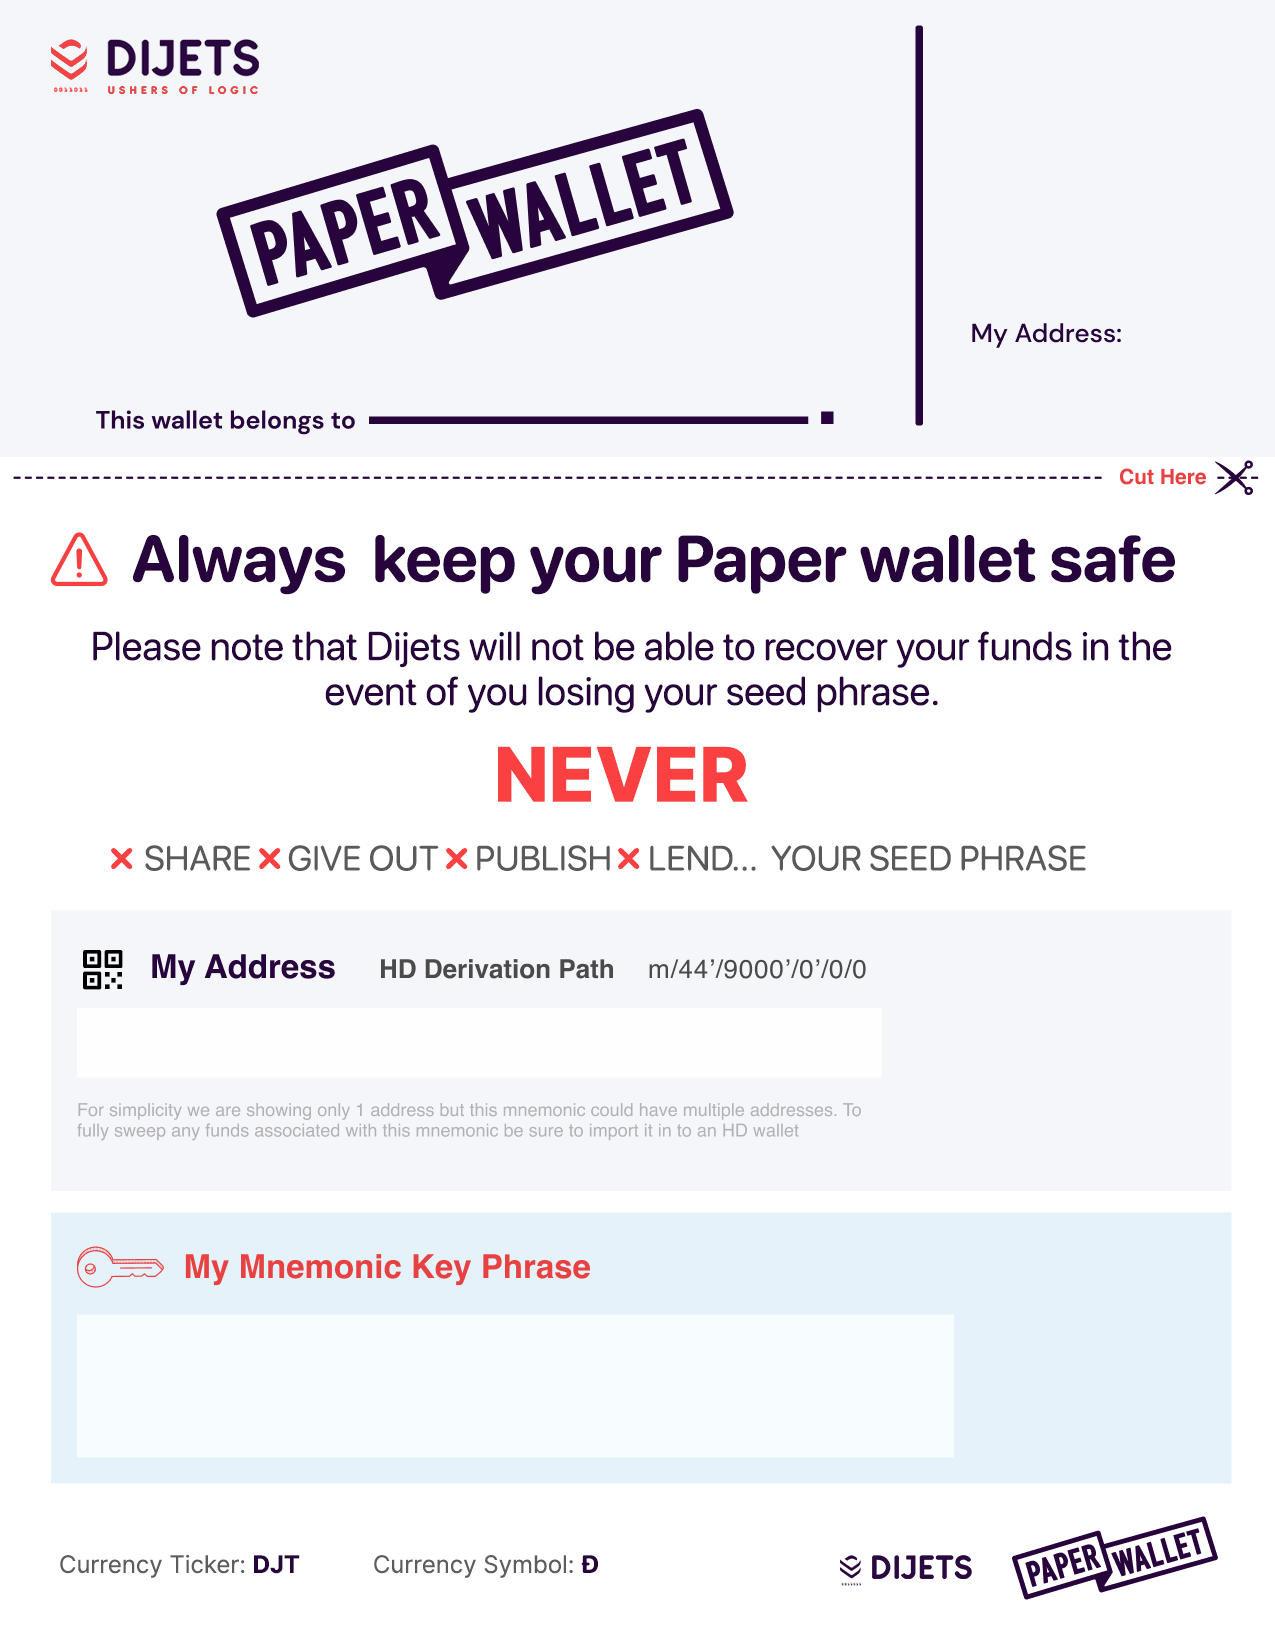 DIJETS
USHERS OF LOGIC
0011011
PAPER WALLET
My Address:
This wallet belongs to
Cut Here
Always keep your Paper wallet safe
Please note that Dijets will not be able to recover your funds in the
event of you losing your seed phrase.
NEVER
SHARE GIVE OUT PUBLISH LEND... YOUR SEED PHRASE
My Address HD Derivation Path m/44’/9000’/0’/0/0
For simplicity we are showing only 1 address but this mnemonic could have multiple addresses. To
fully sweep any funds associated with this mnemonic be sure to import it in to an HD wallet
My Mnemonic Key Phrase
Currency Ticker: DJT Currency Symbol: Đ
DIJETS
PAPER WALLET